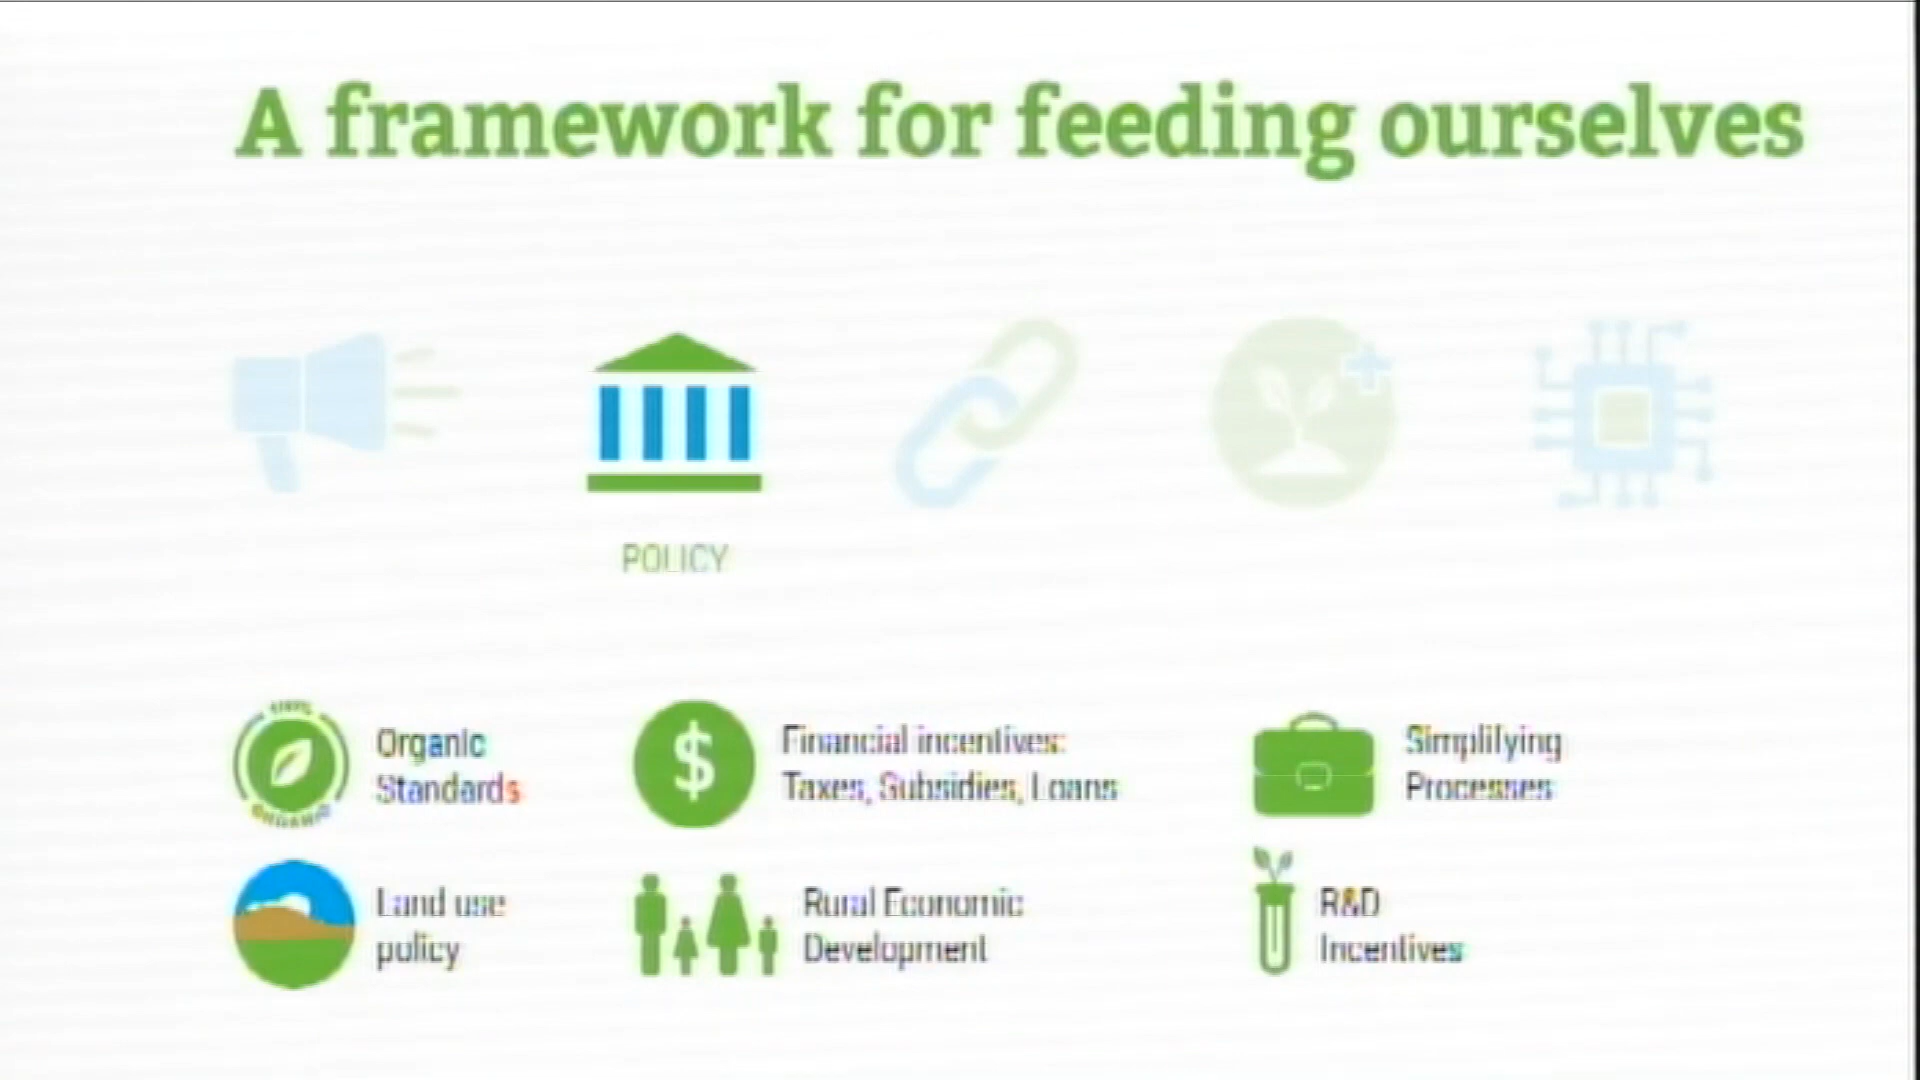 A framework for feeding ourselves
POLICY
Organic
Standards
Financial incentives:
Taxes, Subsidies, Loans
Simplifying
Processes
ORGANIC
Land use
policy
Rural Economic
Development
R&D
Incentives